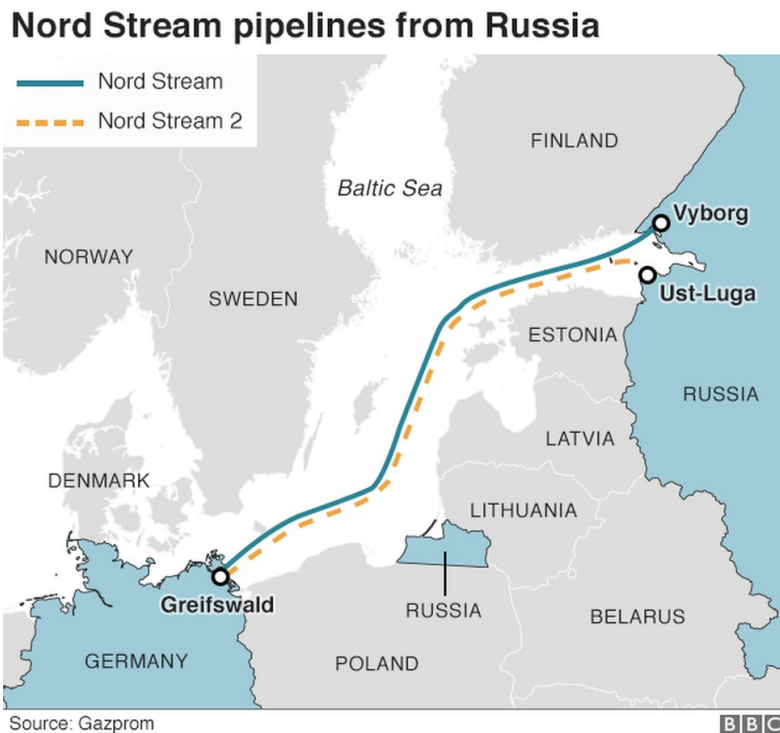 Nord Stream pipelines from Russia
Nord Stream
Nord Stream 2
FINLAND
Baltic Sea
Vyborg
NORWAY
SWEDEN
Ust-Luga
ESTONIA
RUSSIA
LATVIA
DENMARK
LITHUANIA
Greifswald
RUSSIA
BELARUS
GERMANY
POLAND
Source: Gazprom
BBC